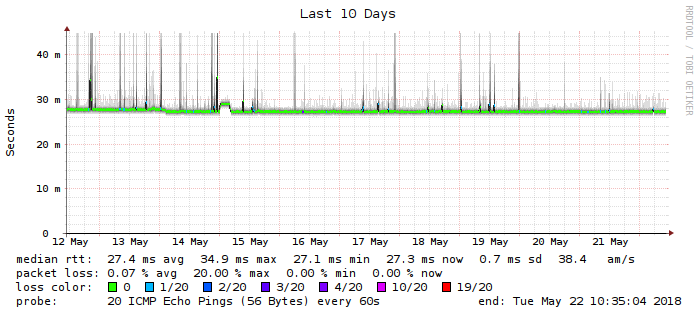 Last 10 Days
RRDTOOL / TOBI OETIKER
Seconds
40 m
30 m
20 m
10 m
0
12 May 13 May 14 May 15 May 16 May 17 May 18 May 19 May 20 May 21 May
median rtt: 27.4 ms avg 34.9 ms max 27.1 ms min 27.3 ms now 0.7 ms sd 38.4 am/s
packet loss: 0.07 % avg 20.00 % max 0.00 % min 0.00 % now
loss color: 0 1/20 2/20 3/20 4/20 10/20 19/20
probe: 20 ICMP Echo Pings (56 Bytes) every 60s end: Tue May 22 10:35:04 2018